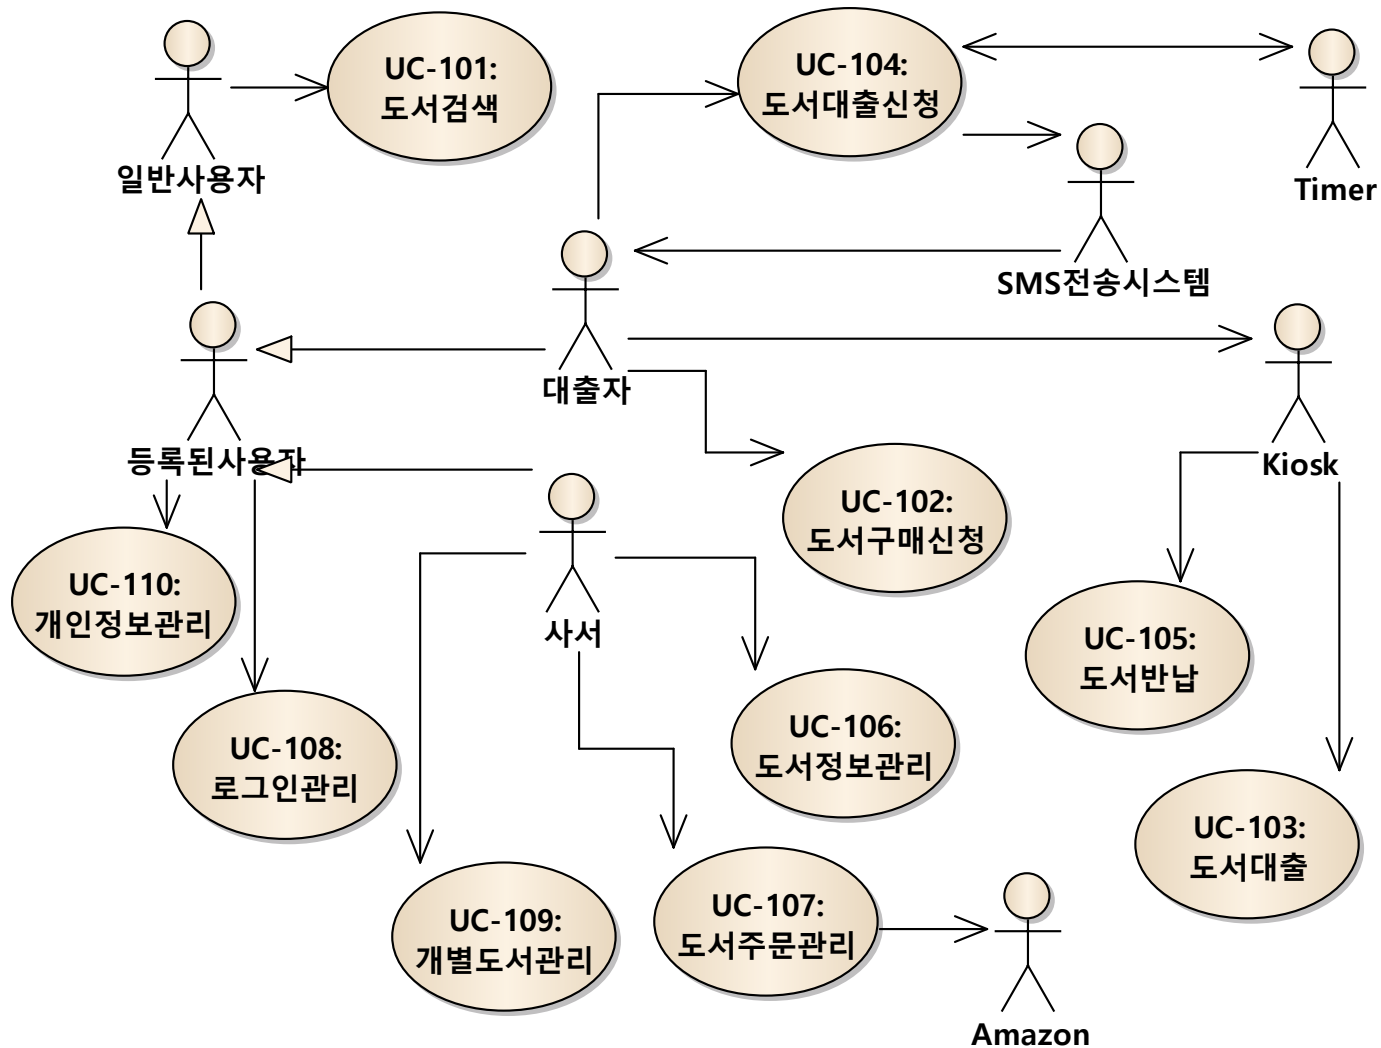 UC-101:
도서검색
UC-104:
도서대출신청
일반사용자
Timer
SMS전송시스템
대출자
등록된사용자
Kiosk
UC-102:
도서구매신청
UC-110:
개인정보관리
사서
UC-105:
도서반납
UC-108:
로그인관리
UC-106:
도서정보관리
UC-103:
도서대출
UC-109:
개별도서관리
UC-107:
도서주문관리
Amazon